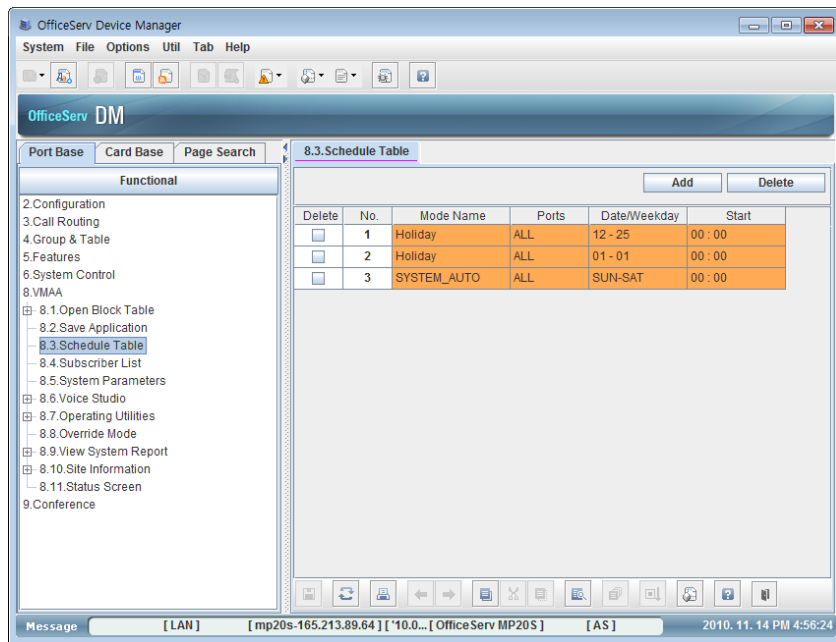 OfficeServ Device Manager
System File Options Util Tab Help
OfficeServ DM
Port Base Card Base Page Search
Functional
2.Configuration
3.Call Routing
4.Group & Table
5.Features
6.System Control
8.VMAA
8.1.Open Block Table
8.2.Save Application
8.3.Schedule Table
8.4.Subscriber List
8.5.System Parameters
8.6.Voice Studio
8.7.Operating Utilities
8.8.Override Mode
8.9.View System Report
8.10.Site Information
8.11.Status Screen
9.Conference
8.3.Schedule Table
Add Delete
Delete No. Mode Name Ports Date/Weekday Start
1 Holiday ALL 12 - 25 00 : 00
2 Holiday ALL 01 - 01 00 : 00
3 SYSTEM_AUTO ALL SUN-SAT 00 : 00
Message [ LAN ] [ mp20s-165.213.89.64 ] [ '10.0... [ OfficeServ MP20S ] [ AS ] 2010. 11. 14 PM 4:56:24